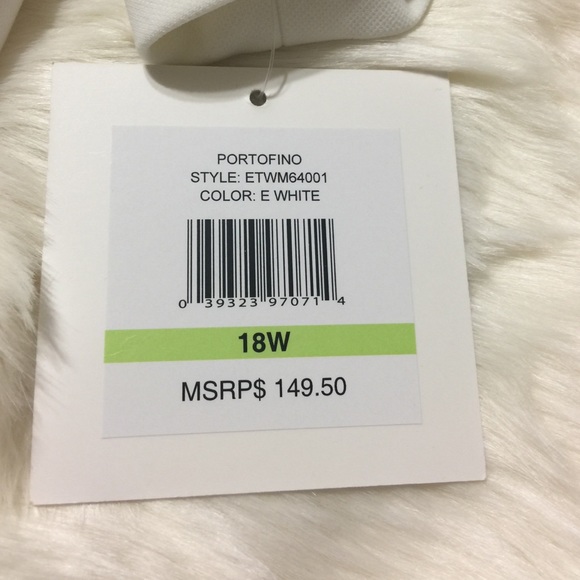 PORTOFINO
STYLE: ETWM64001
COLOR: E WHITE
0 39323 97071 4
18W
MSRP$ 149.50